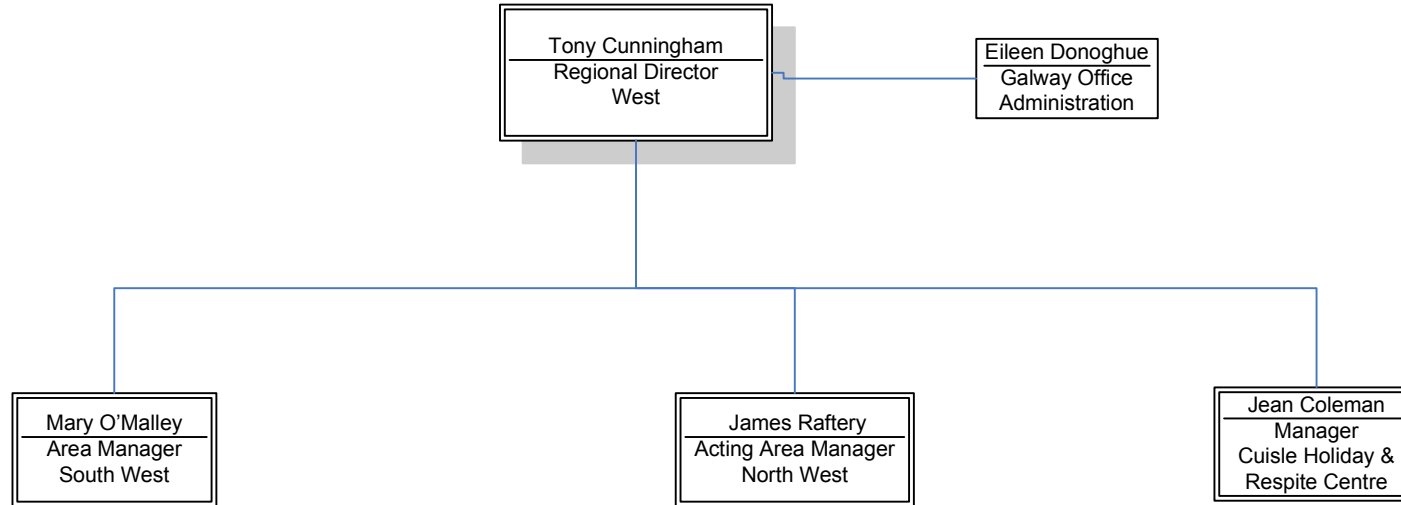 Tony Cunningham
Regional Director
West
Eileen Donoghue
Galway Office
Administration
Mary O’Malley
Area Manager
South West
James Raftery
Acting Area Manager
North West
Jean Coleman
Manager
Cuisle Holiday &
Respite Centre